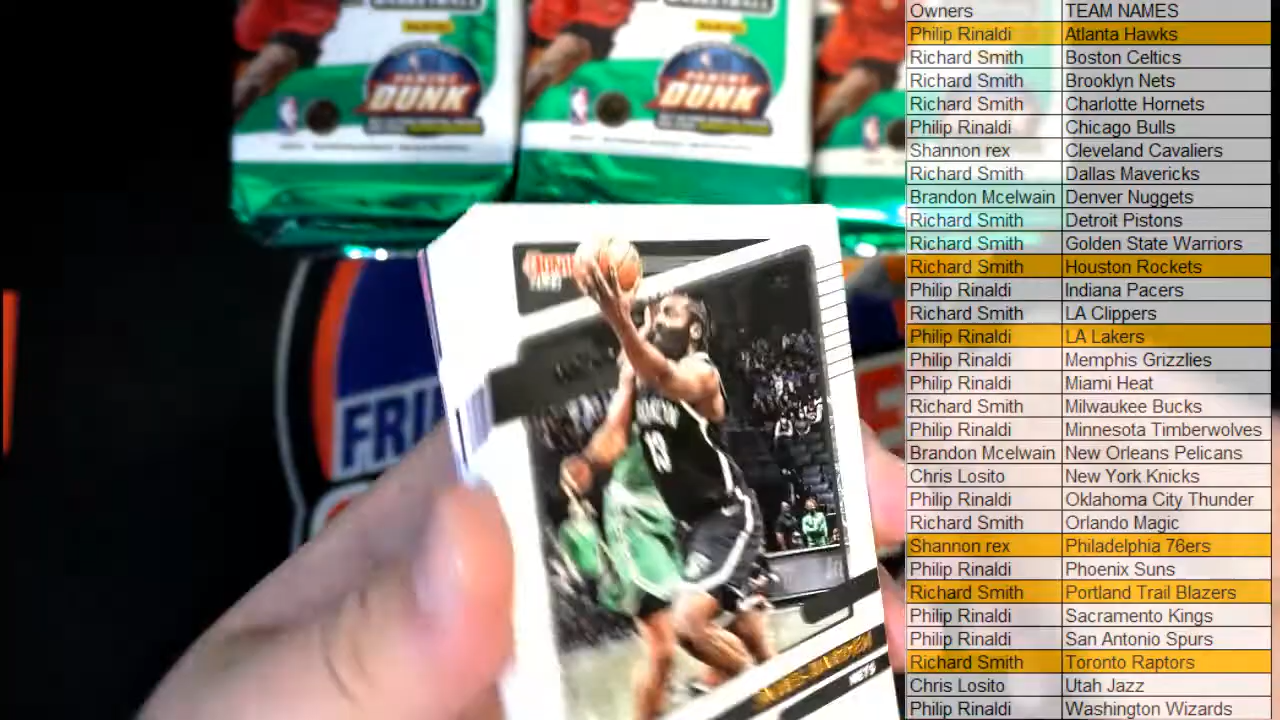 Owners TEAM NAMES
Philip Rinaldi Atlanta Hawks
Richard Smith Boston Celtics
Richard Smith Brooklyn Nets
Richard Smith Charlotte Hornets
Philip Rinaldi Chicago Bulls
Shannon rex Cleveland Cavaliers
Richard Smith Dallas Mavericks
Brandon Mcelwain Denver Nuggets
Richard Smith Detroit Pistons
Richard Smith Golden State Warriors
Richard Smith Houston Rockets
Philip Rinaldi Indiana Pacers
Richard Smith LA Clippers
Philip Rinaldi LA Lakers
Philip Rinaldi Memphis Grizzlies
Philip Rinaldi Miami Heat
Richard Smith Milwaukee Bucks
Philip Rinaldi Minnesota Timberwolves
Brandon Mcelwain New Orleans Pelicans
Chris Losito New York Knicks
Philip Rinaldi Oklahoma City Thunder
Richard Smith Orlando Magic
Shannon rex Philadelphia 76ers
Philip Rinaldi Phoenix Suns
Richard Smith Portland Trail Blazers
Philip Rinaldi Sacramento Kings
Philip Rinaldi San Antonio Spurs
Richard Smith Toronto Raptors
Chris Losito Utah Jazz
Philip Rinaldi Washington Wizards
PANINI
DUNK
PANINI
DUNK
FRI
13
NETS